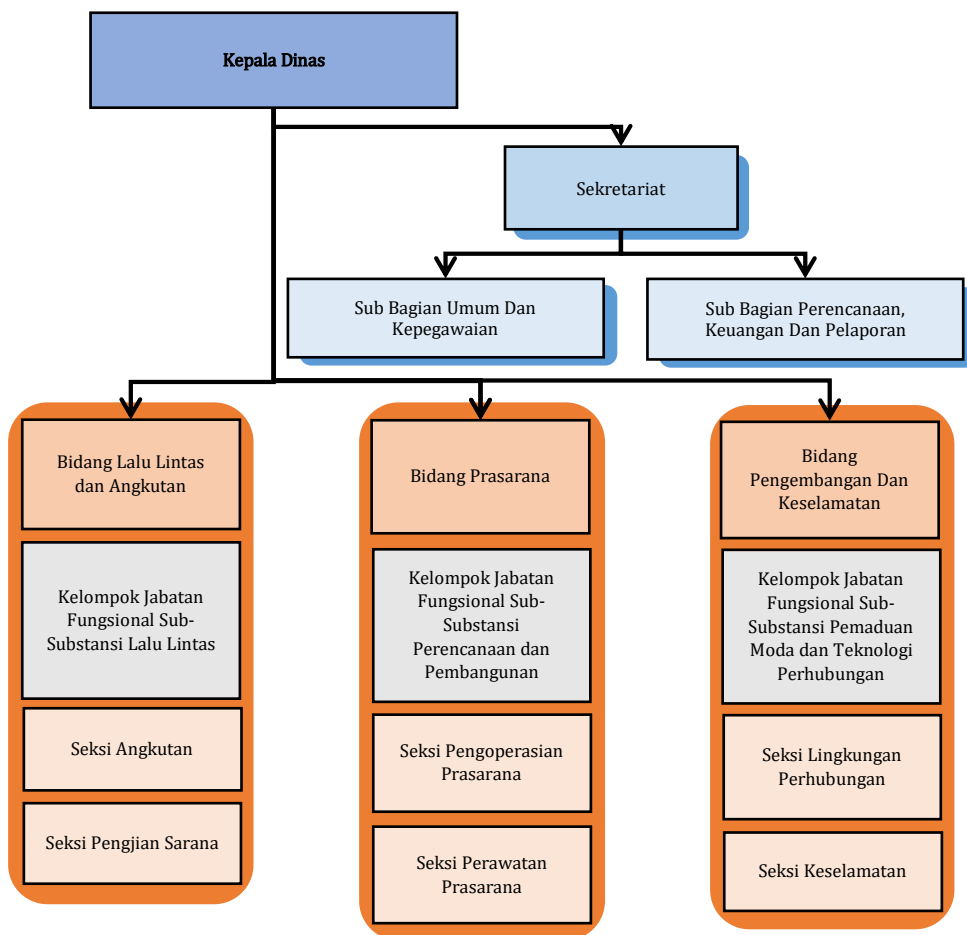 Kepala Dinas
Sekretariat
Sub Bagian Umum Dan
Kepegawaian
Sub Bagian Perencanaan,
Keuangan Dan Pelaporan
Bidang Lalu Lintas
dan Angkutan
Kelompok Jabatan
Fungsional Sub-
Substansi Lalu Lintas
Seksi Angkutan
Seksi Pengjian Sarana
Bidang Prasarana
Kelompok Jabatan
Fungsional Sub-
Substansi
Perencanaan dan
Pembangunan
Seksi Pengoperasian
Prasarana
Seksi Perawatan
Prasarana
Bidang
Pengembangan Dan
Keselamatan
Kelompok Jabatan
Fungsional Sub-
Substansi Pemaduan
Moda dan Teknologi
Perhubungan
Seksi Lingkungan
Perhubungan
Seksi Keselamatan